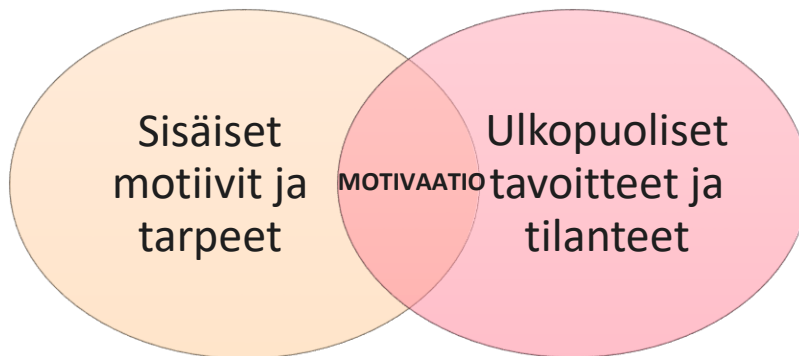 Sisäiset
motiivit ja
tarpeet
MOTIVAATIO
Ulkopuoliset
tavoitteet ja
tilanteet